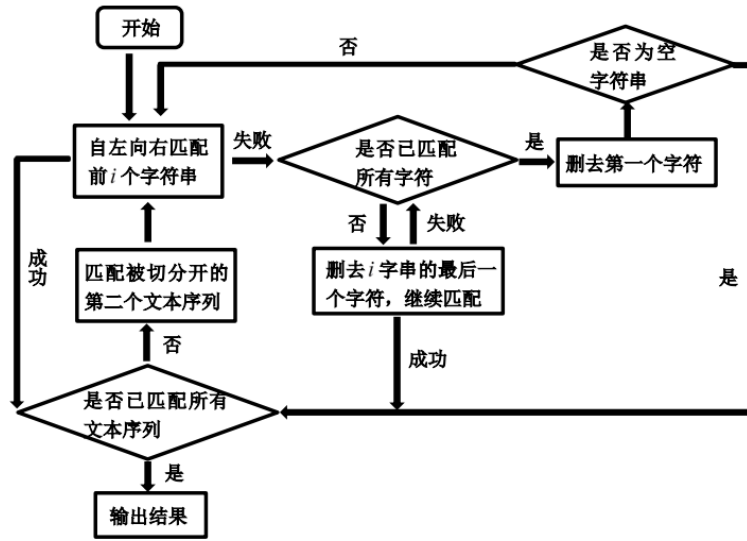 开始
否
是否为空
字符串
自左向右匹配
前i个字符串
失败
是否已匹配
所有字符
是
删去第一个字符
否
失败
成功
匹配被切分开的
第二个文本序列
删去i字串的最后一
个字符，继续匹配
是
否
成功
是否已匹配所有
文本序列
是
输出结果